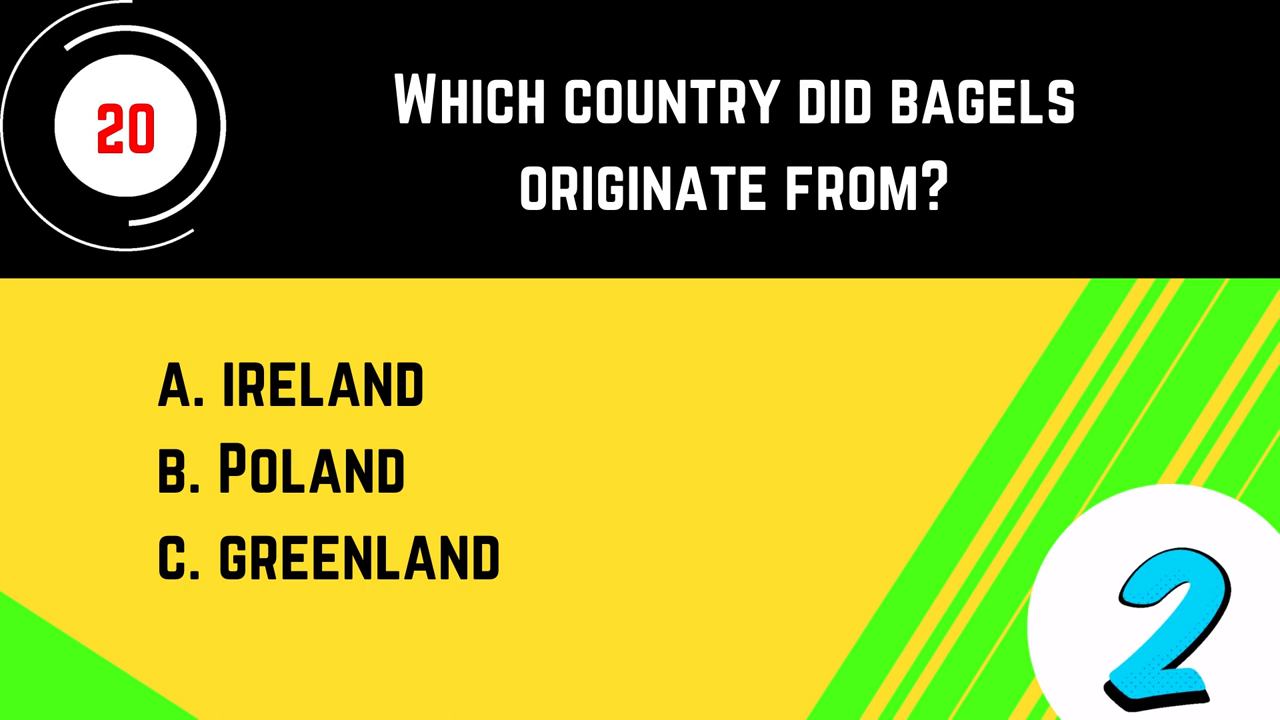 20
Which country did bagels
originate from?
A. Ireland
B. Poland
C. Greenland
2